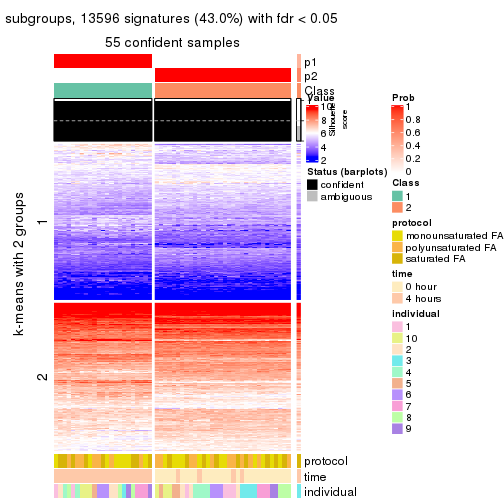 subgroups, 13596 signatures (43.0%) with fdr < 0.05
55 confident samples
p1
p2
Class
Silhouette
score
k-means with 2 groups
1
2
protocol
time
individual
Value
10
8
6
4
2
Status (barplots)
confident
ambiguous
Prob
1
0.8
0.6
0.4
0.2
0
Class
1
2
protocol
monounsaturated FA
polyunsaturated FA
saturated FA
time
0 hour
4 hours
individual
1
10
2
3
4
5
6
7
8
9